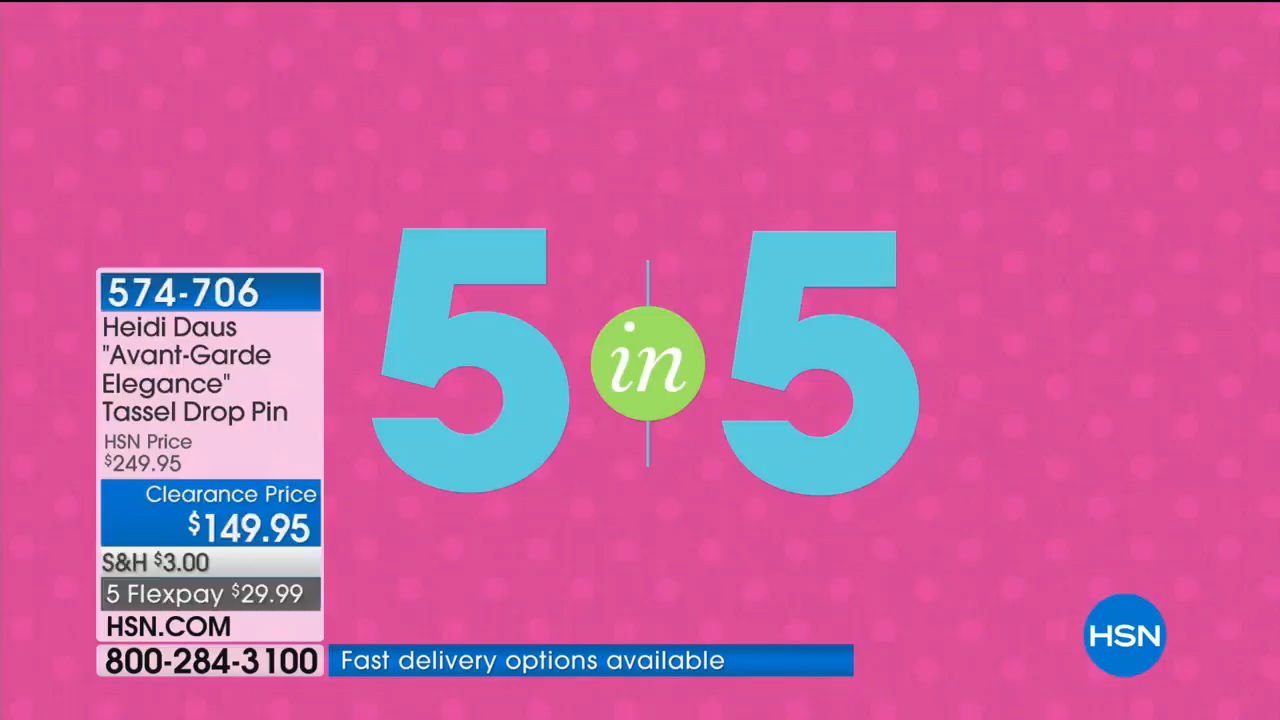 5 in 5
574-706
Heidi Daus
"Avant-Garde
Elegance"
Tassel Drop Pin
HSN Price
$249.95
Clearance Price
$149.95
S&H $3.00
5 Flexpay $29.99
HSN.COM
800-284-3100
Fast delivery options available
HSN